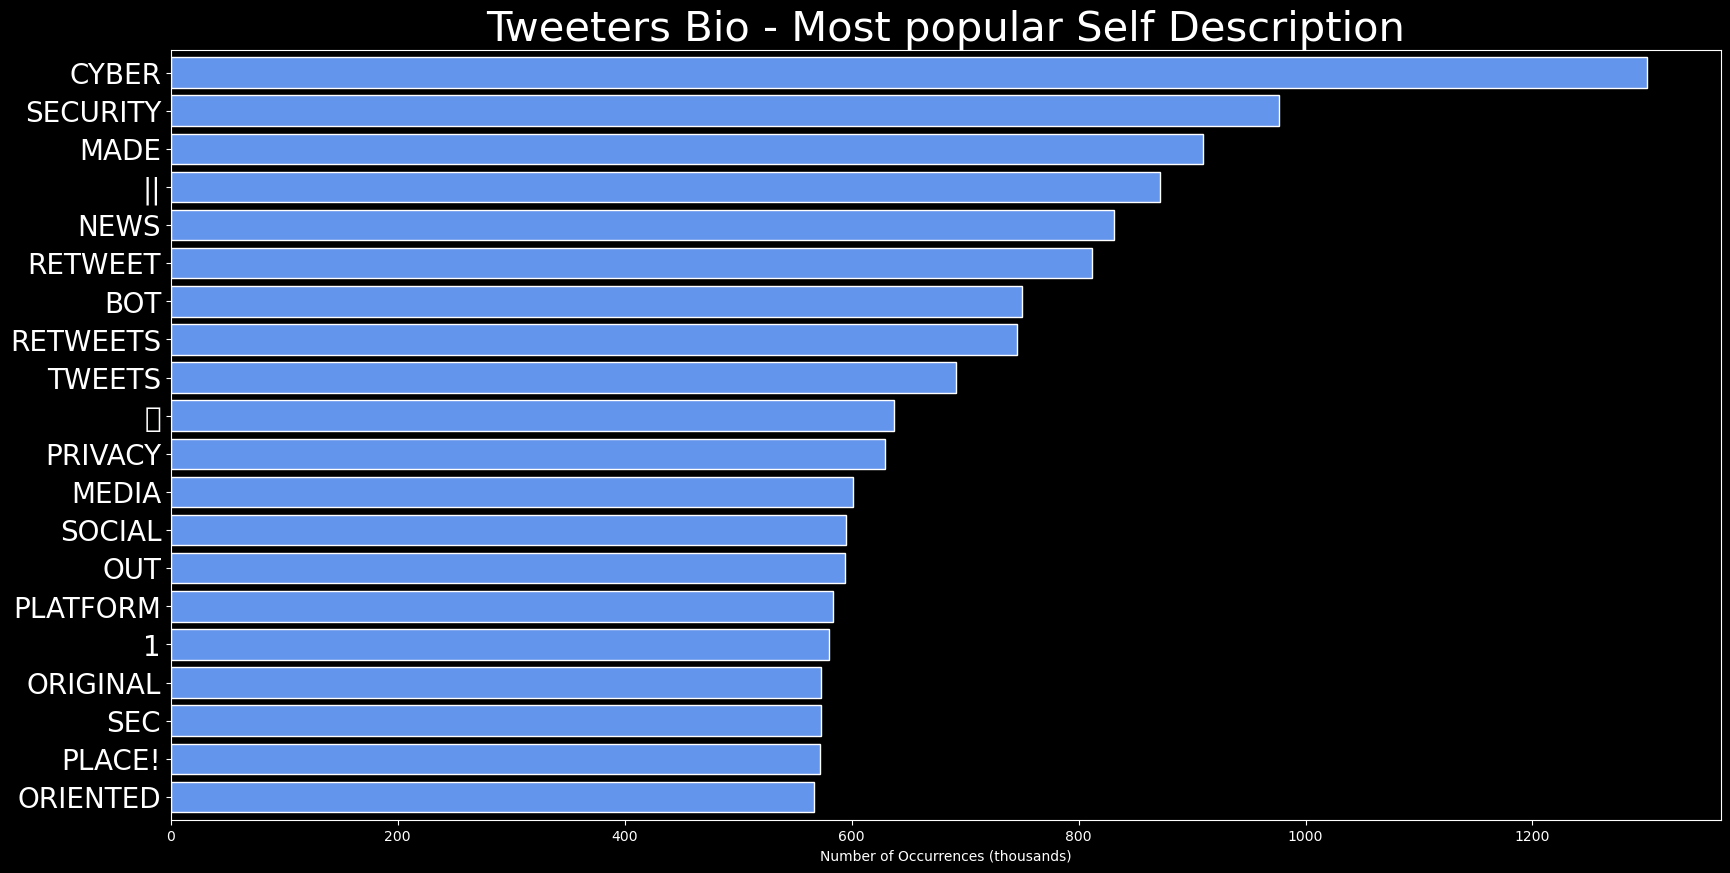 Tweeters Bio - Most popular Self Description
CYBER
SECURITY
MADE
||
NEWS
RETWEET
BOT
RETWEETS
TWEETS
PRIVACY
MEDIA
SOCIAL
OUT
PLATFORM
1
ORIGINAL
SEC
PLACE!
ORIENTED
0 200 400 600 800 1000 1200
Number of Occurrences (thousands)